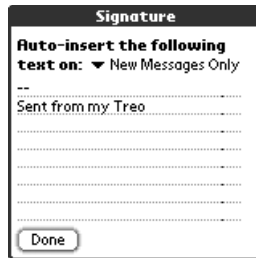 Signature
Auto-insert the following
text on: New Messages Only
--
Sent from my Treo
Done